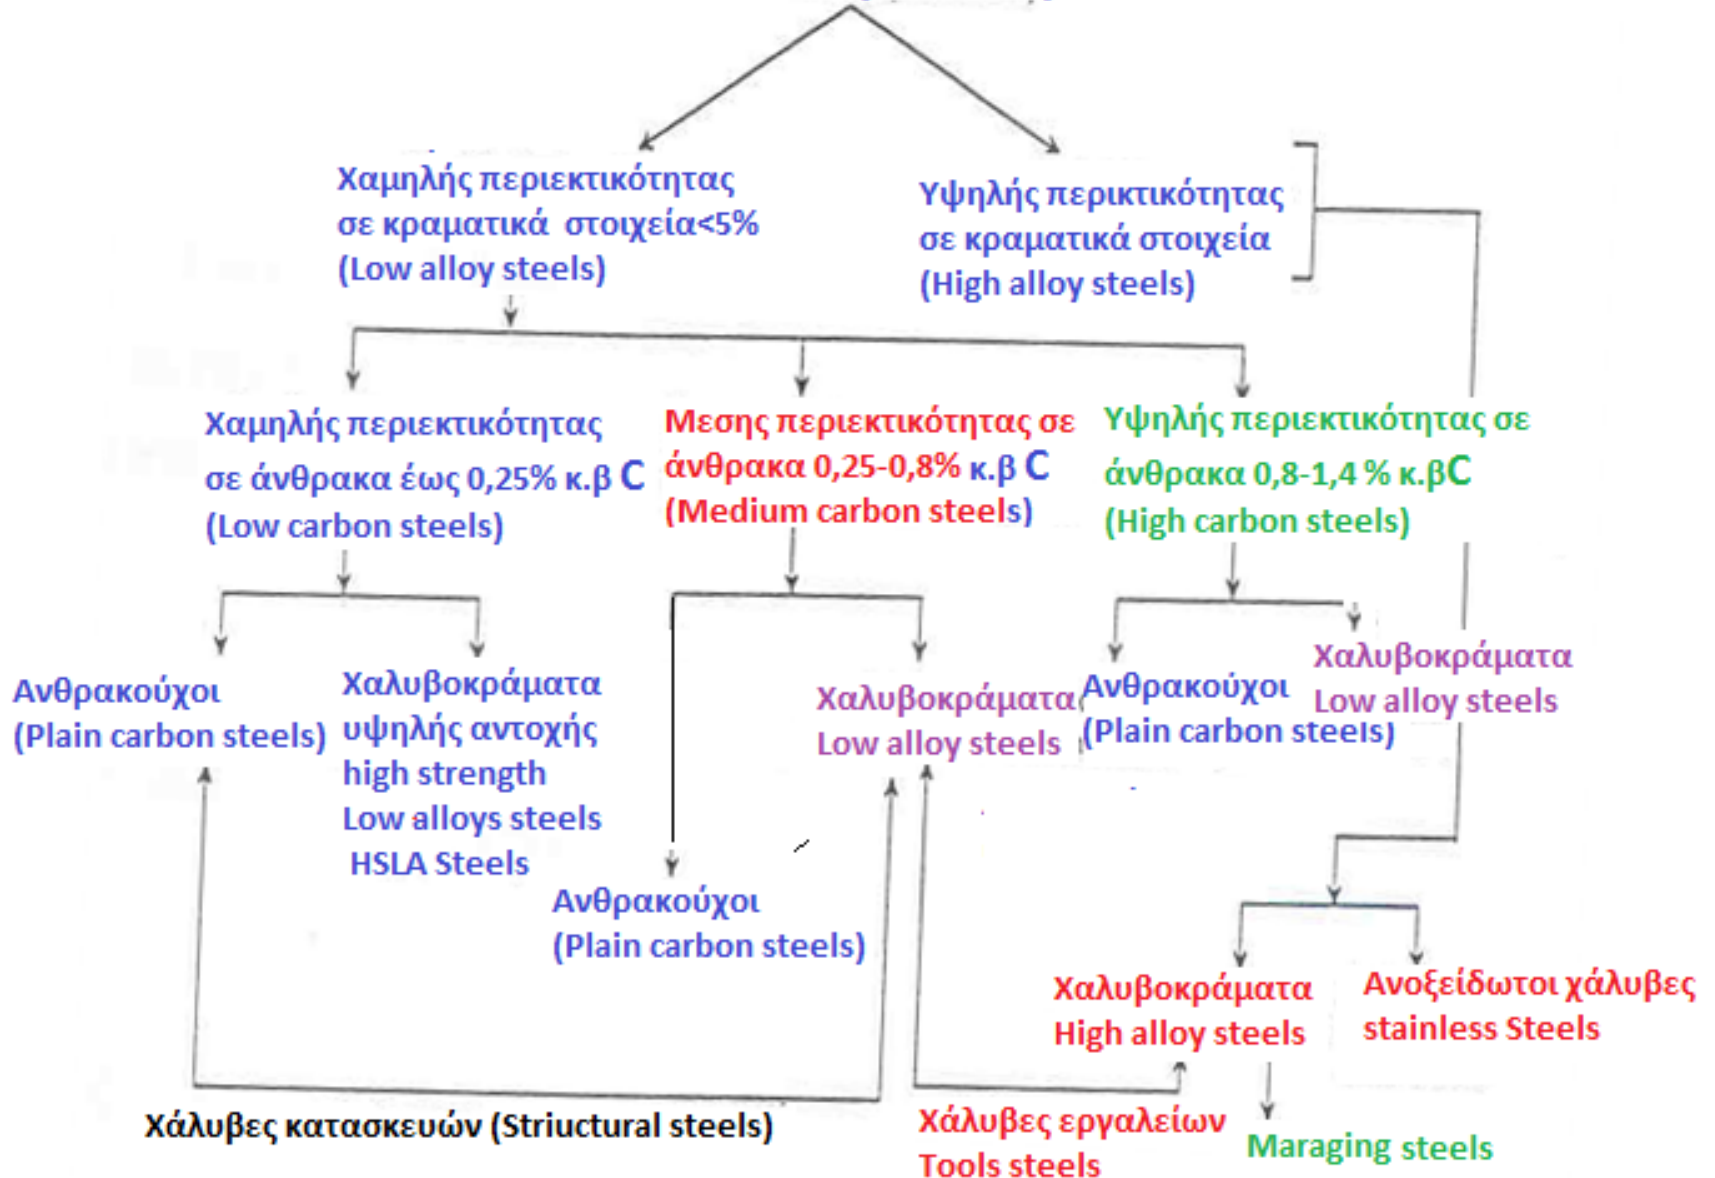 Χαμηλής περιεκτικότητας
σε κραματικά στοιχεία<5%
(Low alloy steels)
Υψηλής περικτικότητας
σε κραματικά στοιχεία
(High alloy steels)
Χαμηλής περιεκτικότητας
σε άνθρακα έως 0,25% κ.β C
(Low carbon steels)
Μεσης περιεκτικότητας σε
άνθρακα 0,25-0,8% κ.β C
(Medium carbon steels)
Υψηλής περιεκτικότητας σε
άνθρακα 0,8-1,4 % κ.βC
(High carbon steels)
Ανθρακούχοι
(Plain carbon steels)
Χαλυβοκράματα
υψηλής αντοχής
high strength
Low alloys steels
HSLA Steels
Ανθρακούχοι
(Plain carbon steels)
Χαλυβοκράματα
Low alloy steels
Ανθρακούχοι
(Plain carbon steels)
Χαλυβοκράματα
Low alloy steels
Χαλυβοκράματα
High alloy steels
Ανοξείδωτοι χάλυβες
stainless Steels
Χάλυβες κατασκευών (Striuctural steels)
Χάλυβες εργαλείων
Tools steels
Maraging steels